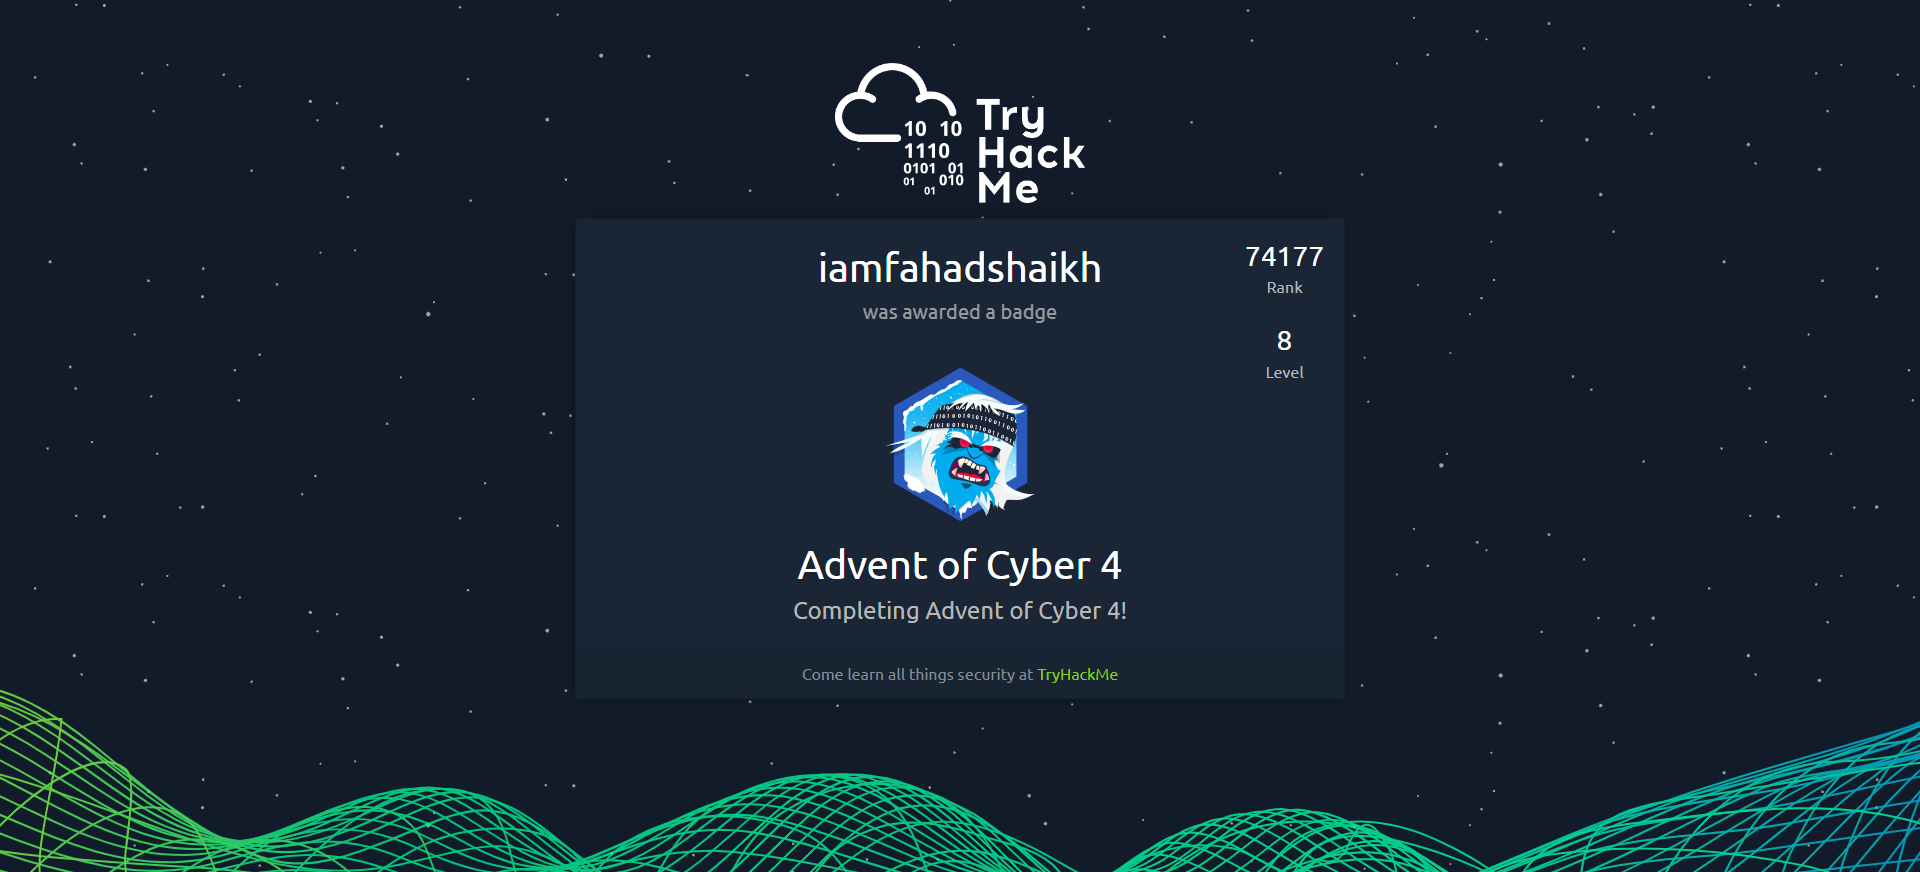 10 10
1110
0101 01
01 010
01
Try
Hack
Me
iamfahadshaikh
was awarded a badge
74177
Rank
8
Level
Advent of Cyber 4
Completing Advent of Cyber 4!
Come learn all things security at TryHackMe